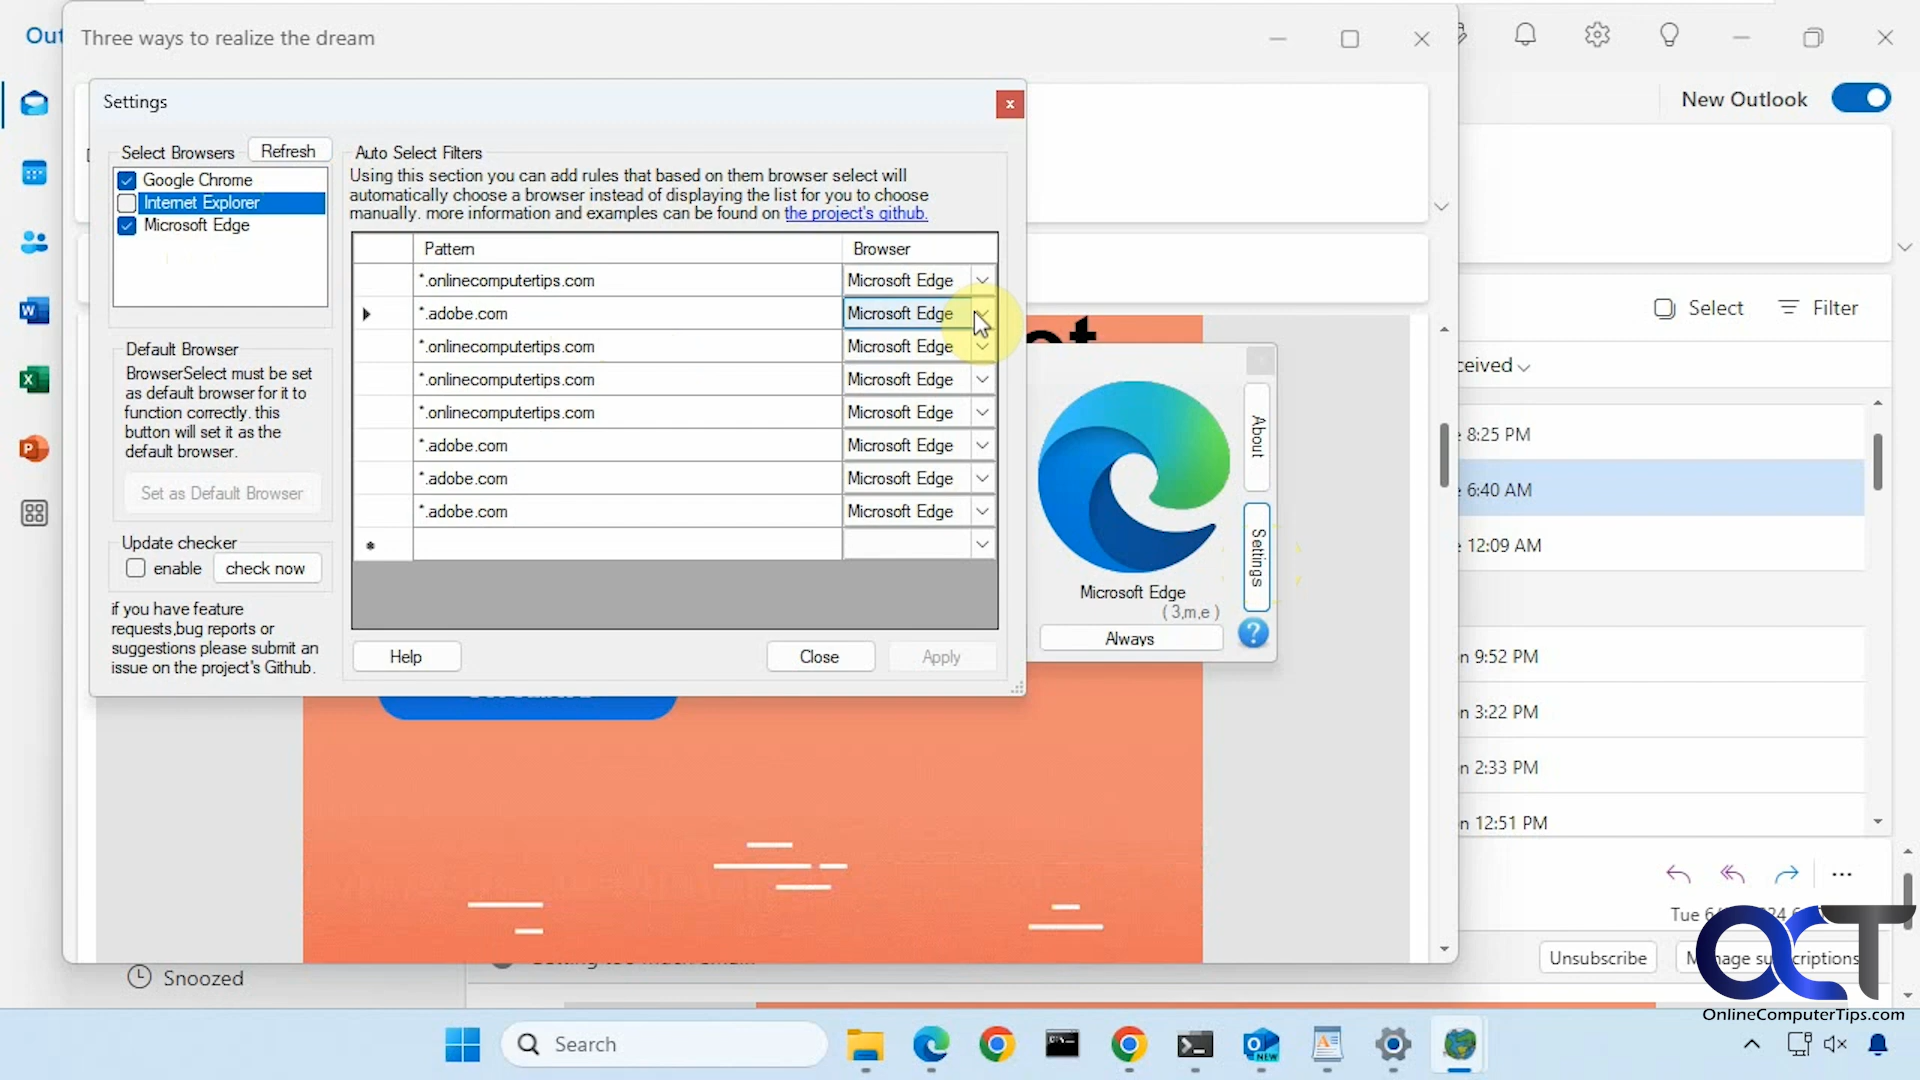 Out
Three ways to realize the dream
New Outlook
Settings
Select Browsers
Refresh
Google Chrome
Internet Explorer
Microsoft Edge
Default Browser
BrowserSelect must be set
as default browser for it to
function correctly. this
button will set it as the
default browser.
Set as Default Browser
Update checker
enable
check now
if you have feature
requests,bug reports or
suggestions please submit an
issue on the project's Github.
Auto Select Filters
Using this section you can add rules that based on them browser select will
automatically choose a browser instead of displaying the list for you to choose
manually. more information and examples can be found on the project's github.
Pattern Browser
*.onlinecomputertips.com Microsoft Edge
*.adobe.com Microsoft Edge
*.onlinecomputertips.com Microsoft Edge
*.onlinecomputertips.com Microsoft Edge
*.onlinecomputertips.com Microsoft Edge
*.adobe.com Microsoft Edge
*.adobe.com Microsoft Edge
*.adobe.com Microsoft Edge
Help
Close
Apply
About
Settings
Microsoft Edge
( 3,m,e )
Always
?
Select
Filter
ceived
e 8:25 PM
e 6:40 AM
e 12:09 AM
n 9:52 PM
n 3:22 PM
n 2:33 PM
n 12:51 PM
Tue 6
Unsubscribe
Snoozed
OCT
OnlineComputerTips.com
Search
NEW